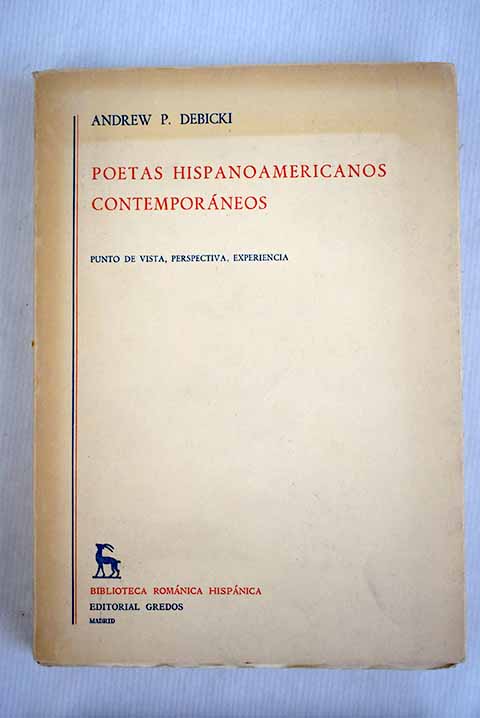 ANDREW P. DEBICKI
POETAS HISPANOAMERICANOS
CONTEMPORÁNEOS
PUNTO DE VISTA, PERSPECTIVA, EXPERIENCIA
BIBLIOTECA ROMÁNICA HISPÁNICA
EDITORIAL GREDOS
MADRID